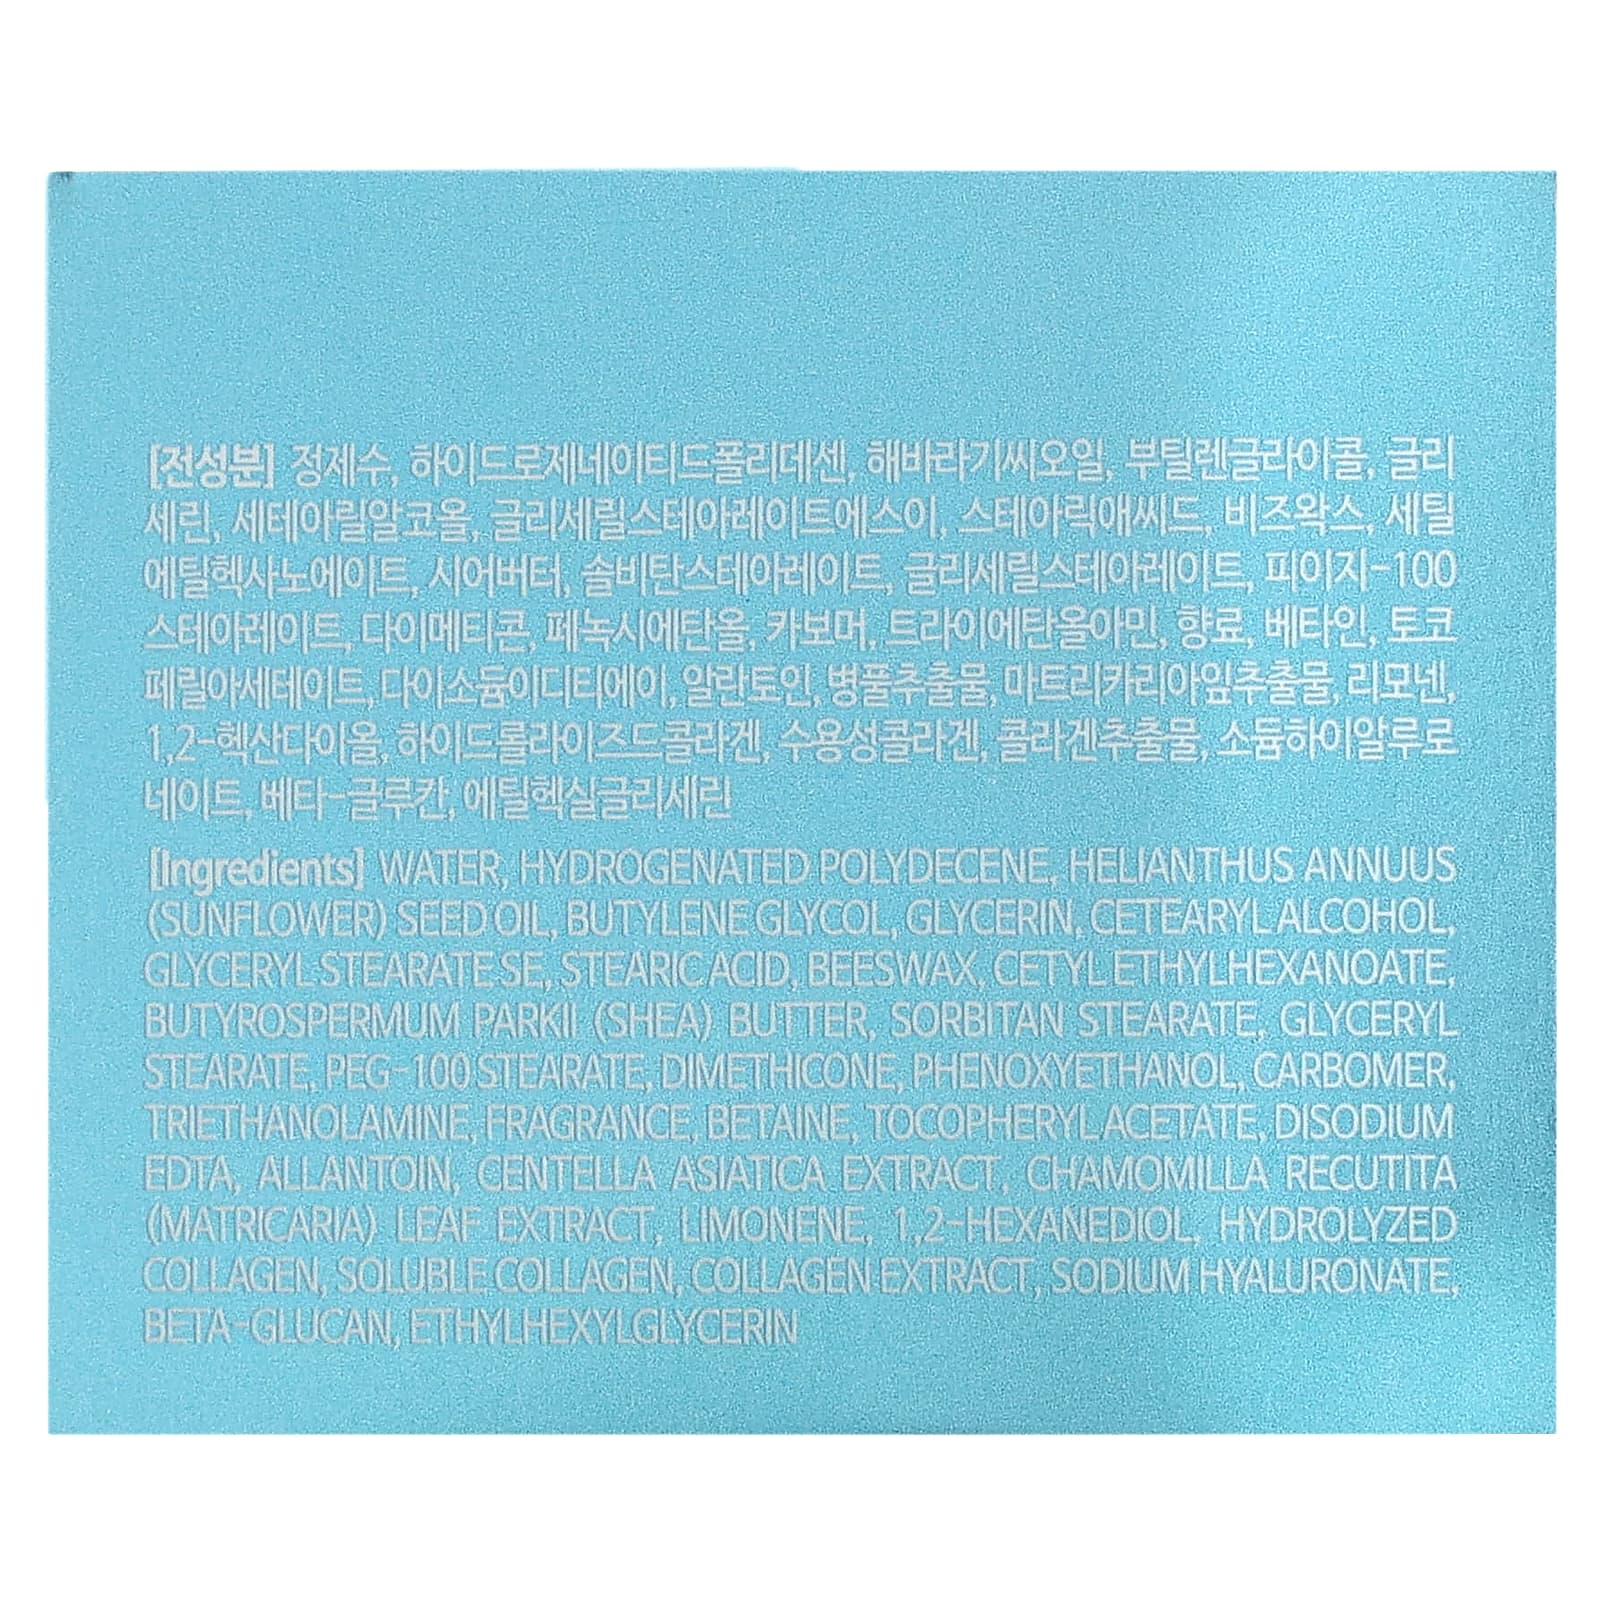 [전성분] 정제수, 하이드로제네이티드폴리데센, 해바라기씨오일, 부틸렌글라이콜, 글리
세린, 세테아릴알코올, 글리세릴스테아레이트에스이, 스테아릭애씨드, 비즈왁스, 세틸
에틸헥사노에이트, 시어버터, 솔비탄스테아레이트, 글리세릴스테아레이트, 피이지-100
스테아레이트, 다이메티콘, 페녹시에탄올, 카보머, 트라이에탄올아민, 향료, 베타인, 토코
페릴아세테이트, 다이소듐이디티에이, 알란토인, 병풀추출물, 마트리카리아잎추출물, 리모넨,
1,2-헥산다이올, 하이드롤라이즈드콜라겐, 수용성콜라겐, 콜라겐추출물, 소듐하이알루로
네이트, 베타-글루칸, 에틸헥실글리세린
[Ingredients] WATER, HYDROGENATED POLYDECENE, HELIANTHUS ANNUUS
(SUNFLOWER) SEED OIL, BUTYLENE GLYCOL, GLYCERIN, CETEARYL ALCOHOL,
GLYCERYL STEARATE SE, STEARIC ACID, BEESWAX, CETYL ETHYLHEXANOATE,
BUTYROSPERMUM PARKII (SHEA) BUTTER, SORBITAN STEARATE, GLYCERYL
STEARATE, PEG-100 STEARATE, DIMETHICONE, PHENOXYETHANOL, CARBOMER,
TRIETHANOLAMINE, FRAGRANCE, BETAINE, TOCOPHERYL ACETATE, DISODIUM
EDTA, ALLANTOIN, CENTELLA ASIATICA EXTRACT, CHAMOMILLA RECUTITA
(MATRICARIA) LEAF EXTRACT, LIMONENE, 1,2-HEXANEDIOL, HYDROLYZED
COLLAGEN, SOLUBLE COLLAGEN, COLLAGEN EXTRACT, SODIUM HYALURONATE,
BETA-GLUCAN, ETHYLHEXYLGLYCERIN